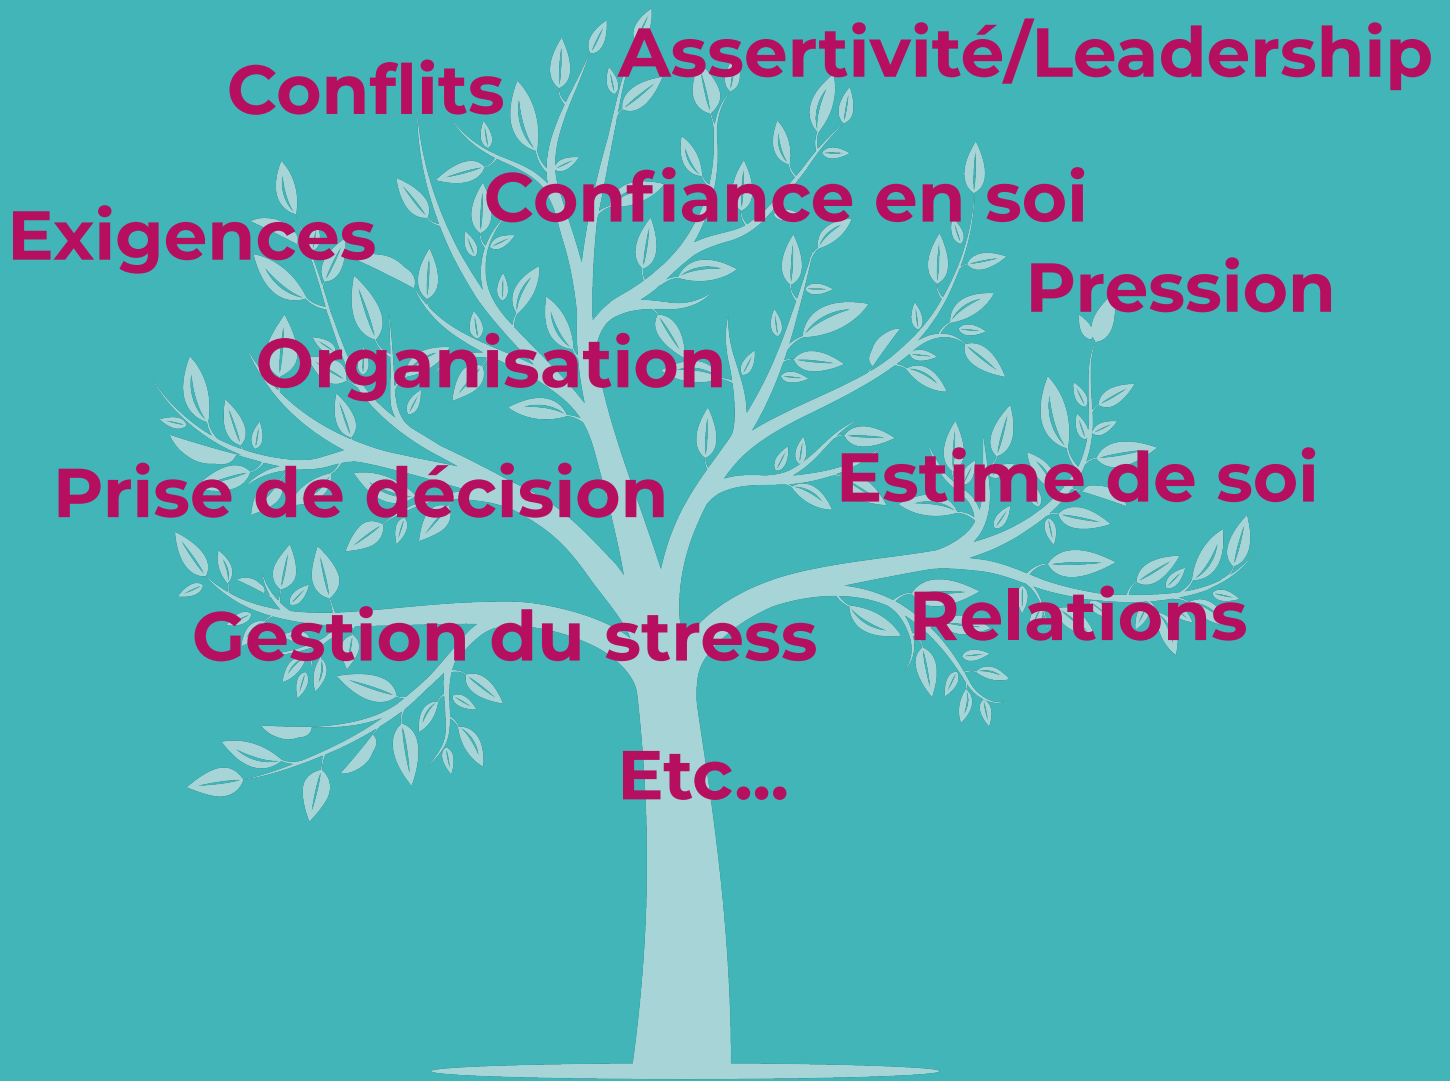 Assertivité/Leadership
Conflits
Confiance en soi
Exigences
Pression
Organisation
Estime de soi
Prise de décision
Relations
Gestion du stress
Etc...